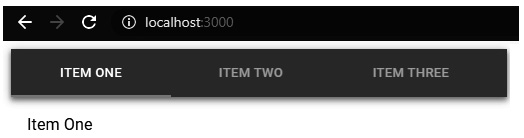 localhost:3000
ITEM ONE ITEM TWO ITEM THREE
Item One